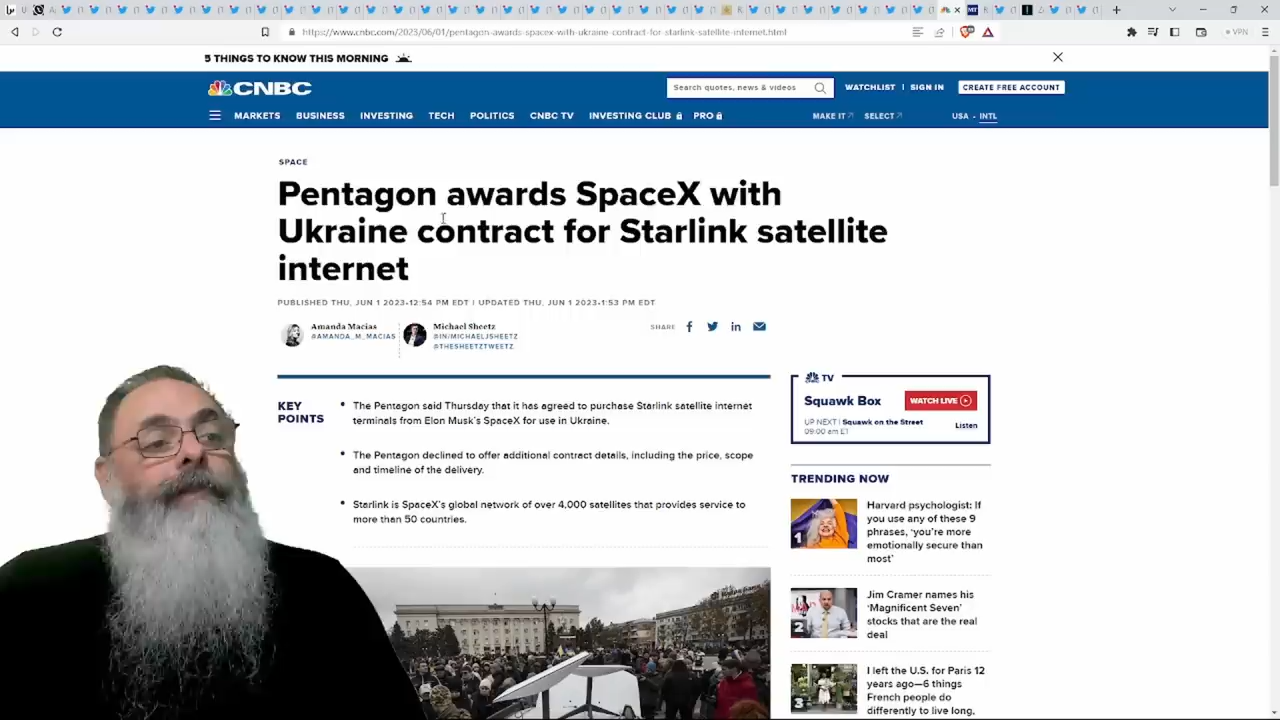 https://www.cnbc.com/2023/06/01/pentagon-awards-spacex-with-ukraine-contract-for-starlink-satellite-internet.html
VPN
5 THINGS TO KNOW THIS MORNING
CNBC
Search quotes, news & videos
WATCHLIST | SIGN IN
CREATE FREE ACCOUNT
MARKETS BUSINESS INVESTING TECH POLITICS CNBC TV INVESTING CLUB PRO
MAKE IT SELECT
USA • INTL
SPACE
Pentagon awards SpaceX with
Ukraine contract for Starlink satellite
internet
PUBLISHED THU, JUN 1 2023•12:54 PM EDT | UPDATED THU, JUN 1 2023•1:53 PM EDT
Amanda Macias
@AMANDA_M_MACIAS
Michael Sheetz
@IN/MICHAELJSHEETZ
@THESHEETZTWEETZ
SHARE
KEY
POINTS
The Pentagon said Thursday that it has agreed to purchase Starlink satellite internet
terminals from Elon Musk's SpaceX for use in Ukraine.
The Pentagon declined to offer additional contract details, including the price, scope
and timeline of the delivery.
Starlink is SpaceX's global network of over 4,000 satellites that provides service to
more than 50 countries.
TV
Squawk Box
WATCH LIVE
UP NEXT | Squawk on the Street
09:00 am ET
Listen
TRENDING NOW
1
Harvard psychologist: If
you use any of these 9
phrases, 'you're more
emotionally secure than
most'
2
Jim Cramer names his
'Magnificent Seven'
stocks that are the real
deal
3
I left the U.S. for Paris 12
years ago—6 things
French people do
differently to live long,